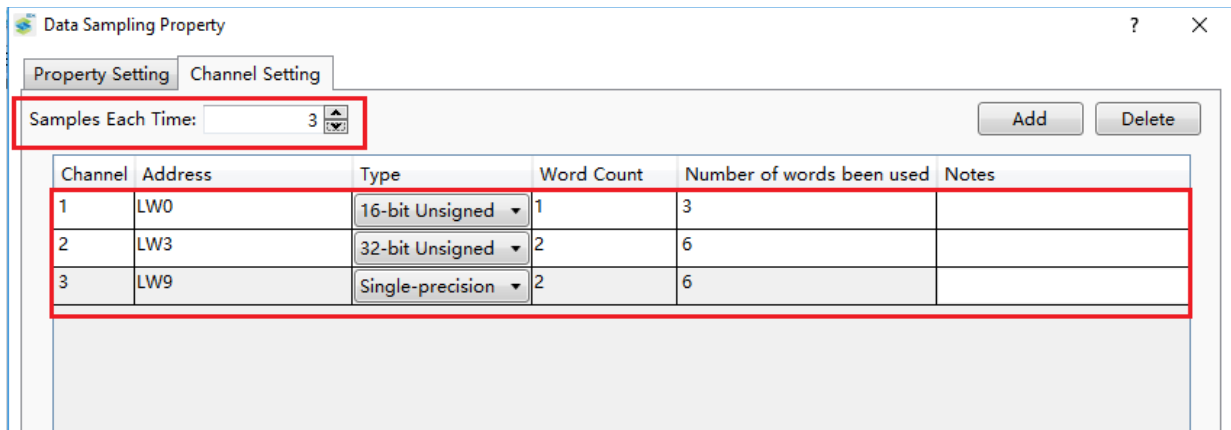 Data Sampling Property ? ×
Property Setting Channel Setting
Samples Each Time: 3 Add Delete
Channel Address Type Word Count Number of words been used Notes
1 LW0 16-bit Unsigned 1 3
2 LW3 32-bit Unsigned 2 6
3 LW9 Single-precision 2 6